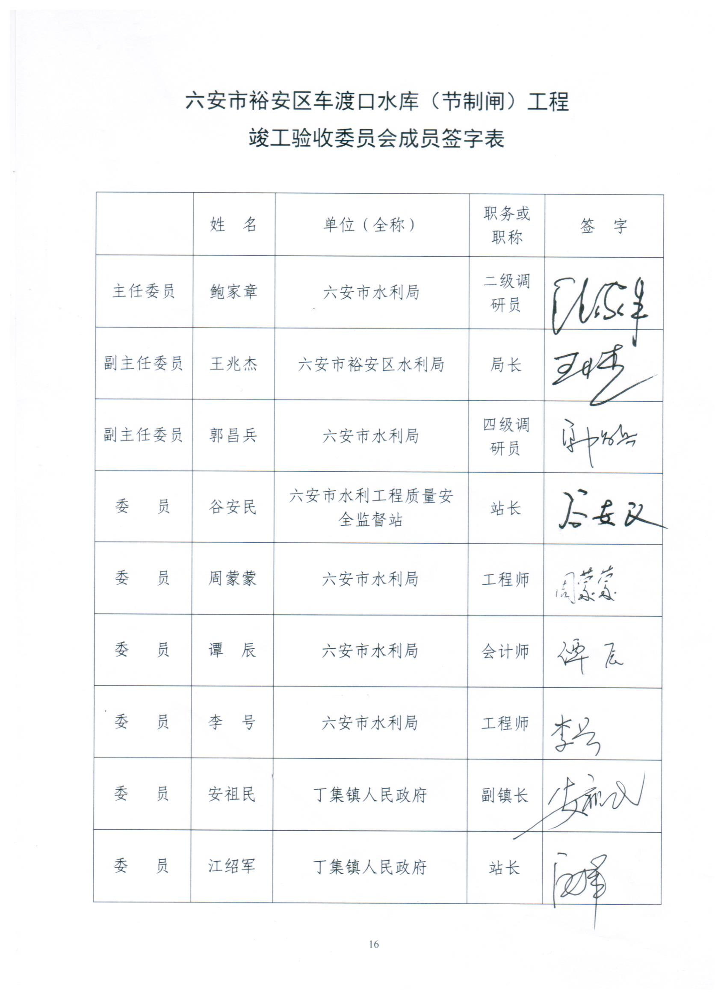 六安市裕安区车渡口水库（节制闸）工程
竣工验收委员会成员签字表
姓 名 单位（全称） 职务或职称 签 字
主任委员 鲍家章 六安市水利局 二级调研员
副主任委员 王兆杰 六安市裕安区水利局 局长 王兆杰
副主任委员 郭昌兵 六安市水利局 四级调研员 郭昌兵
委 员 谷安民 六安市水利工程质量安全监督站 站长 谷安民
委 员 周蒙蒙 六安市水利局 工程师 周蒙蒙
委 员 谭 辰 六安市水利局 会计师 谭辰
委 员 李 号 六安市水利局 工程师 李号
委 员 安祖民 丁集镇人民政府 副镇长 安祖民
委 员 江绍军 丁集镇人民政府 站长
16